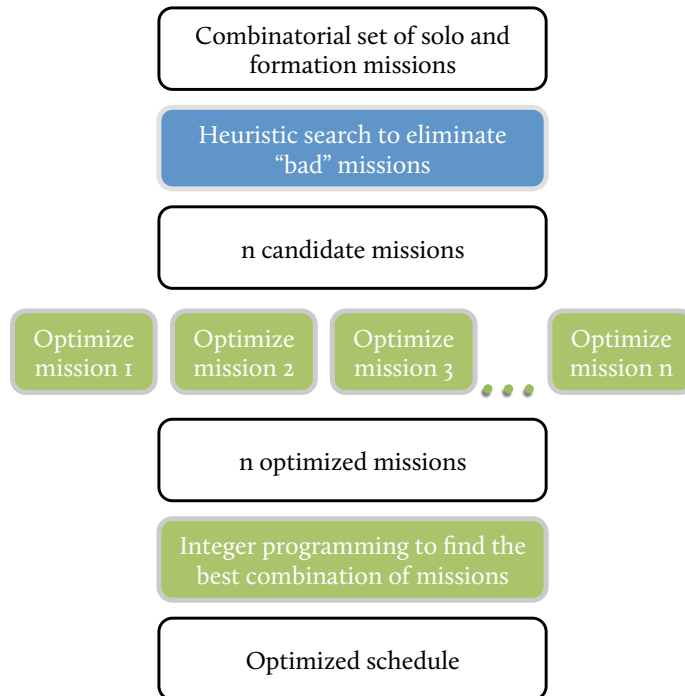 Combinatorial set of solo and
formation missions
Heuristic search to eliminate
“bad” missions
n candidate missions
Optimize
mission 1
Optimize
mission 2
Optimize
mission 3
...
Optimize
mission n
n optimized missions
Integer programming to find the
best combination of missions
Optimized schedule